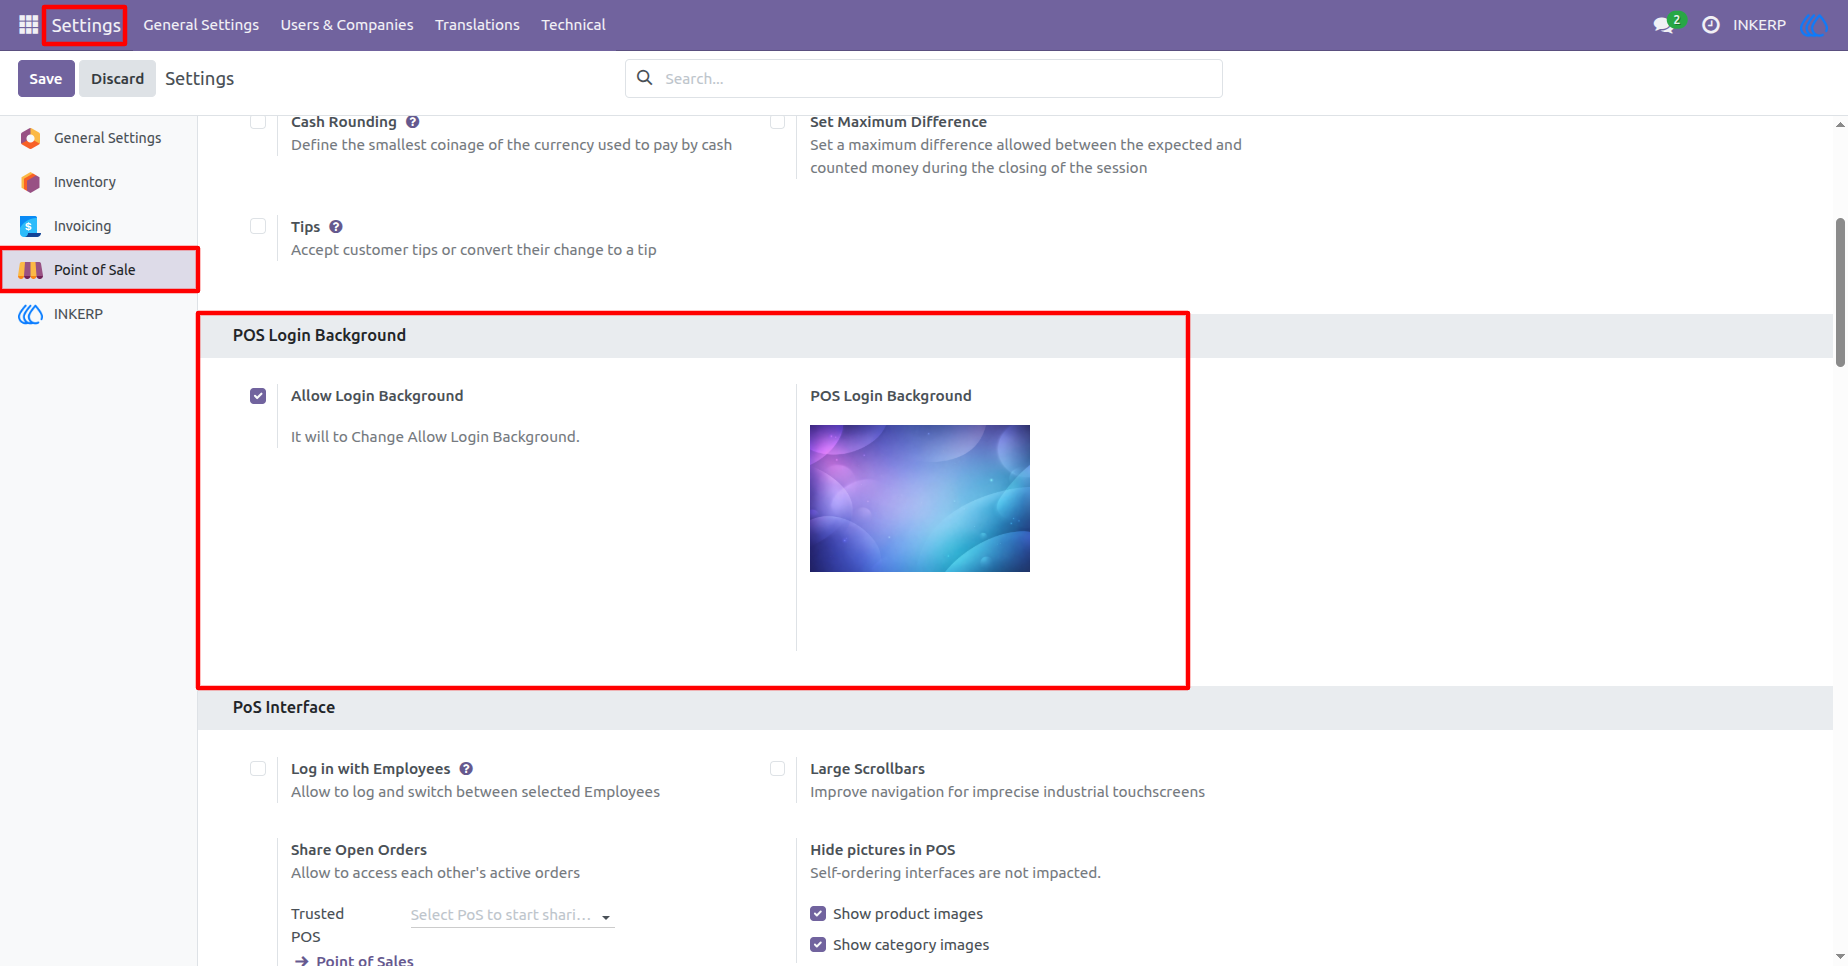 Settings General Settings Users & Companies Translations Technical 2 INKERP
Save Discard Settings Search...
General Settings
Inventory
Invoicing
Point of Sale
INKERP
Cash Rounding ?
Define the smallest coinage of the currency used to pay by cash
Set Maximum Difference
Set a maximum difference allowed between the expected and
counted money during the closing of the session
Tips ?
Accept customer tips or convert their change to a tip
POS Login Background
Allow Login Background
It will to Change Allow Login Background.
POS Login Background
PoS Interface
Log in with Employees ?
Allow to log and switch between selected Employees
Large Scrollbars
Improve navigation for imprecise industrial touchscreens
Share Open Orders
Allow to access each other's active orders
Trusted
POS
Select PoS to start shari...
→ Point of Sales
Hide pictures in POS
Self-ordering interfaces are not impacted.
Show product images
Show category images